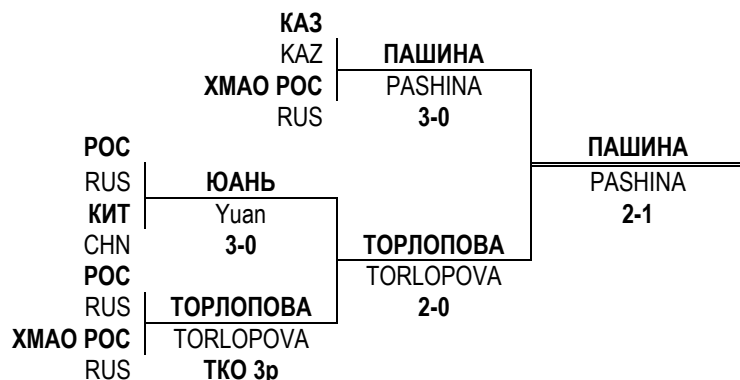 КАЗ
KAZ
ПАШИНА
ХМАО РОС
PASHINA
RUS
3-0
РОС
ПАШИНА
RUS
ЮАНЬ
PASHINA
КИТ
Yuan
2-1
CHN
3-0
ТОРЛОПОВА
РОС
TORLOPOVA
RUS
ТОРЛОПОВА
2-0
ХМАО РОС
TORLOPOVA
RUS
ТКО 3р